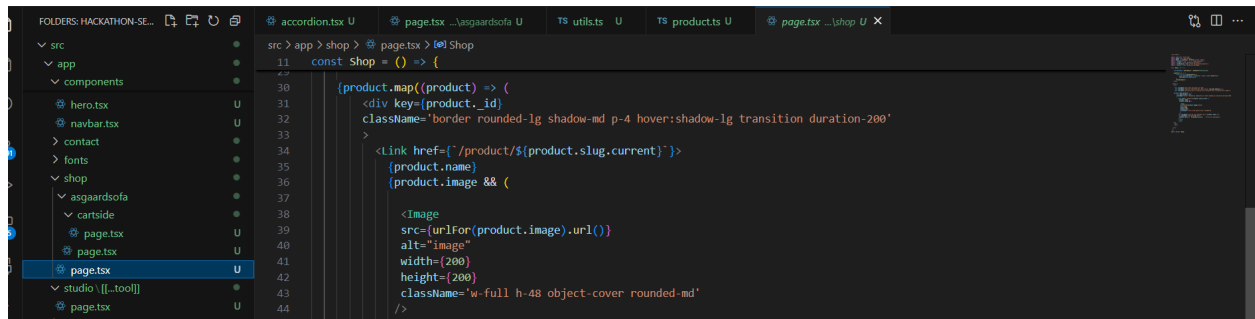 FOLDERS: HACKATHON-SE...
accordion.tsx U
page.tsx ...\asgaardsofa U
TS utils.ts U
TS product.ts U
page.tsx ...\shop U
src
app
components
hero.tsx U
navbar.tsx U
contact
fonts
shop
asgaardsofa
cartside
page.tsx U
page.tsx U
page.tsx U
studio \ [[...tool]]
page.tsx U
src > app > shop > page.tsx > Shop
11 const Shop = () => {
29
30 {product.map((product) => (
31 <div key={product._id}
32 className='border rounded-lg shadow-md p-4 hover:shadow-lg transition duration-200'
33 >
34 <Link href={`/product/${product.slug.current}`}>
35 {product.name}
36 {product.image && (
37
38 <Image
39 src={urlFor(product.image).url()}
40 alt="image"
41 width={200}
42 height={200}
43 className='w-full h-48 object-cover rounded-md'
44 />